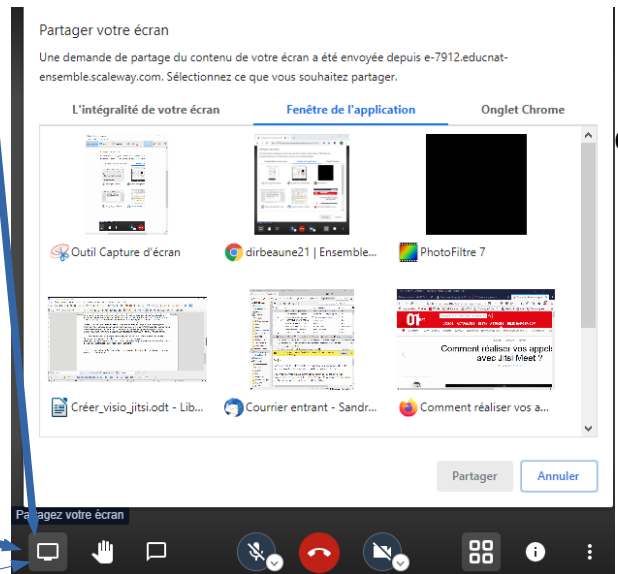 Partager votre écran
Une demande de partage du contenu de votre écran a été envoyée depuis e-7912.educnat-
ensemble.scaleway.com. Sélectionnez ce que vous souhaitez partager.
L'intégralité de votre écran
Fenêtre de l'application
Onglet Chrome
Outil Capture d'écran
dirbeaune21 | Ensemble...
PhotoFiltre 7
01
Comment réaliser vos appels
avec Jitsi Meet ?
Créer_visio_jitsi.odt - Lib...
Courrier entrant - Sandr...
Comment réaliser vos a...
Partager
Annuler
Partagez votre écran